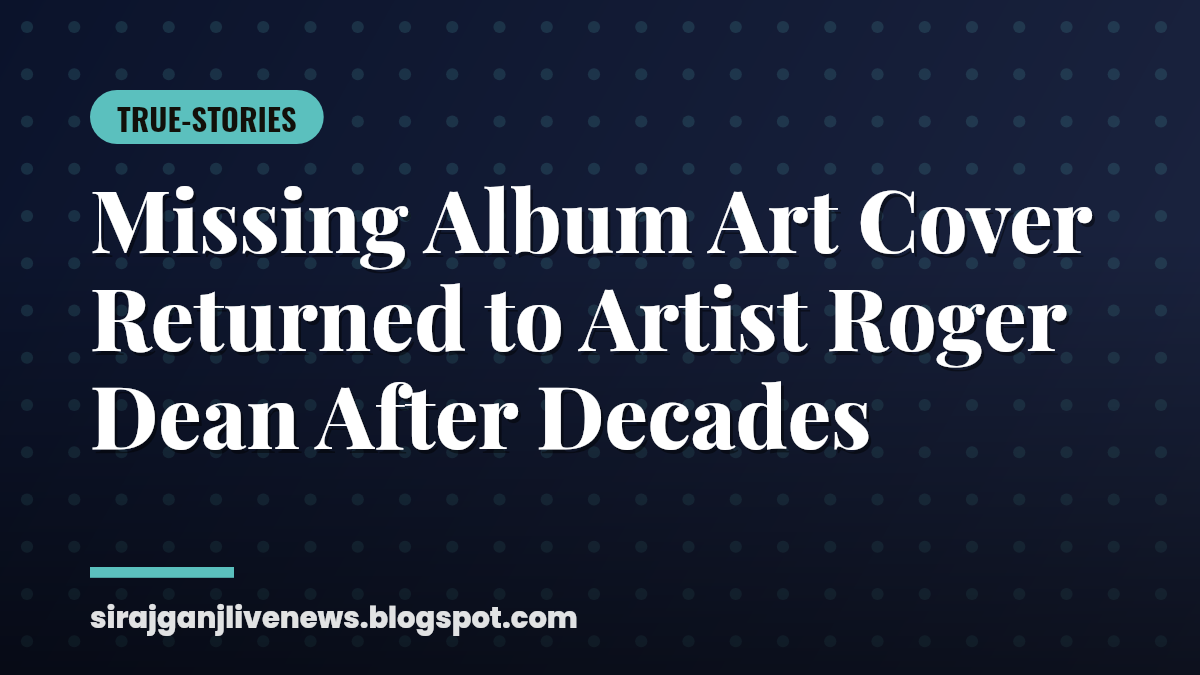 TRUE-STORIES
Missing Album Art Cover
Returned to Artist Roger
Dean After Decades
sirajganjlivenews.blogspot.com